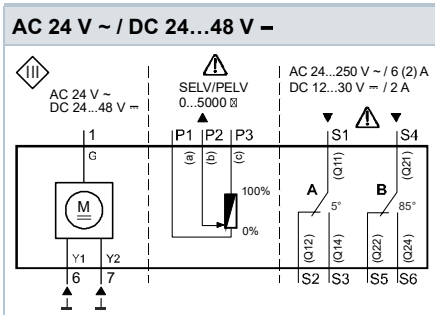 AC 24 V ~ / DC 24…48 V ⎓
III
AC 24 V ~
DC 24...48 V ⎓
SELV/PELV
0...5000
AC 24...250 V ~ / 6 (2) A
DC 12...30 V ⎓ / 2 A
1 P1 P2 P3 S1 S4
G (a) (b) (c) (Q11) (Q21)
M
100%
0%
A 5° B 85°
Y1 Y2 (Q12) (Q14) (Q22) (Q24)
6 7 S2 S3 S5 S6